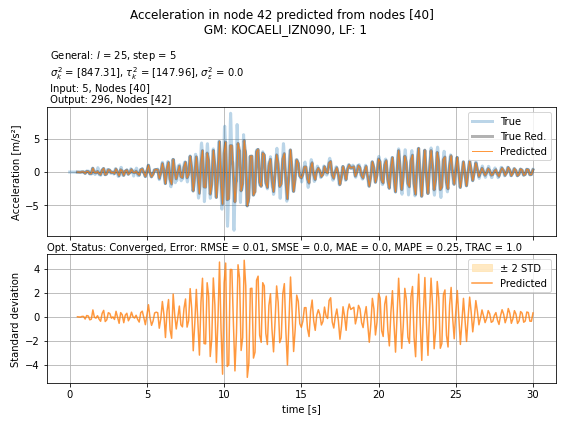 Acceleration in node 42 predicted from nodes [40]
GM: KOCAELI_IZN090, LF: 1
General: l = 25, step = 5
σ²ₖ = [847.31], τ²ₖ = [147.96], σ²ε = 0.0
Input: 5, Nodes [40]
Output: 296, Nodes [42]
Acceleration [m/s²]
5
0
−5
True
True Red.
Predicted
Opt. Status: Converged, Error: RMSE = 0.01, SMSE = 0.0, MAE = 0.0, MAPE = 0.25, TRAC = 1.0
Standard deviation
4
2
0
−2
−4
± 2 STD
Predicted
0 5 10 15 20 25 30
time [s]